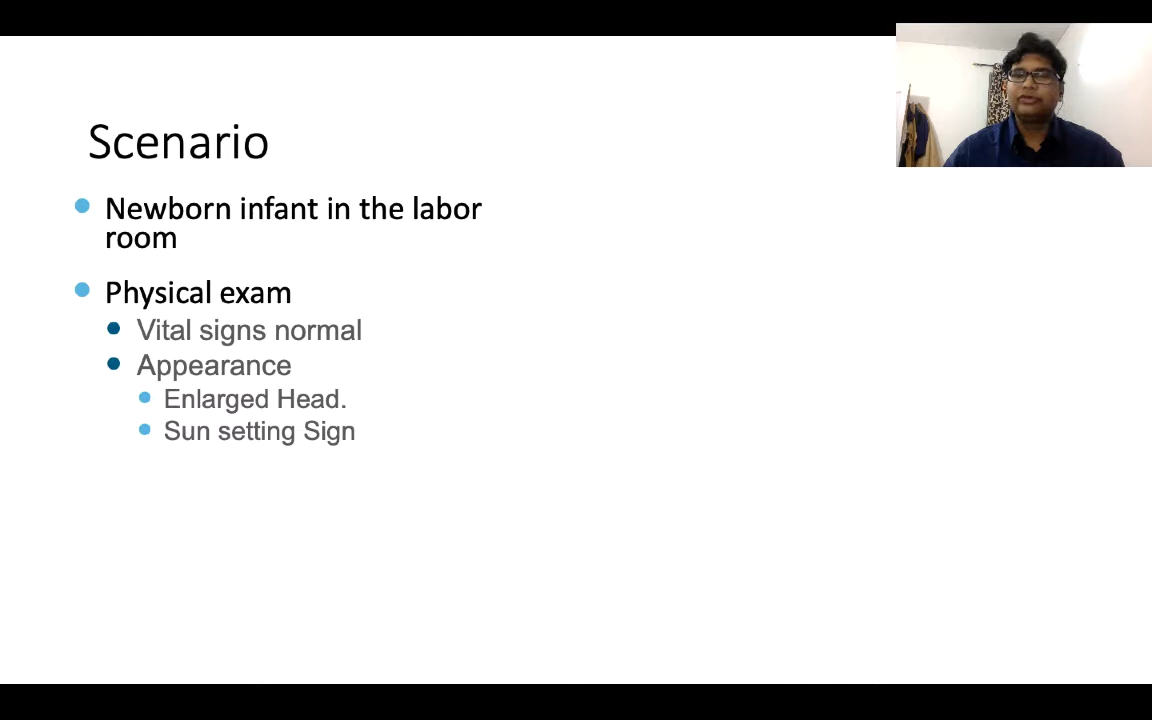 Scenario
Newborn infant in the labor
room
Physical exam
Vital signs normal
Appearance
Enlarged Head.
Sun setting Sign